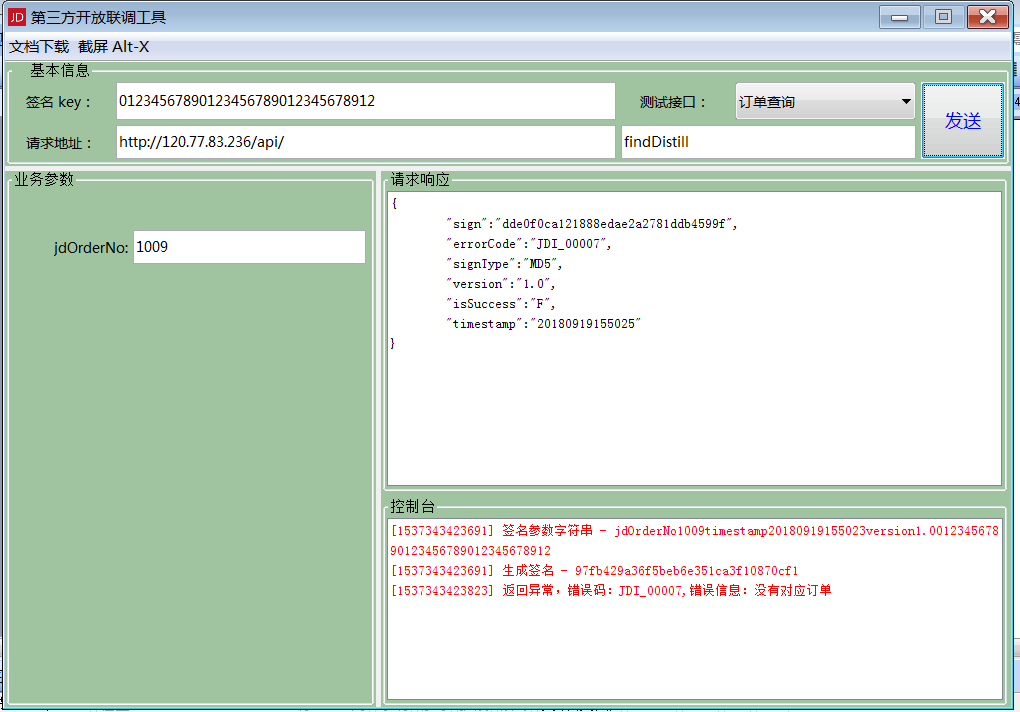 JD 第三方开放联调工具
文档下载 截屏 Alt-X
基本信息
签名 key： 01234567890123456789012345678912 测试接口： 订单查询 发送
请求地址： http://120.77.83.236/api/ findDistill
业务参数
jdOrderNo: 1009
请求响应
{
"sign":"dde0f0ca121888edae2a2781ddb4599f",
"errorCode":"JDI_00007",
"signType":"MD5",
"version":"1.0",
"isSuccess":"F",
"timestamp":"20180919155025"
}
控制台
[1537343423691] 签名参数字符串 - jdOrderNo1009timestamp20180919155023version1.0012345678
9012345678901234567​8912
[1537343423691] 生成签名 - 97fb429a36f5beb6e351ca3f10870cf1
[1537343423823] 返回异常，错误码：JDI_00007,错误信息：没有对应订单